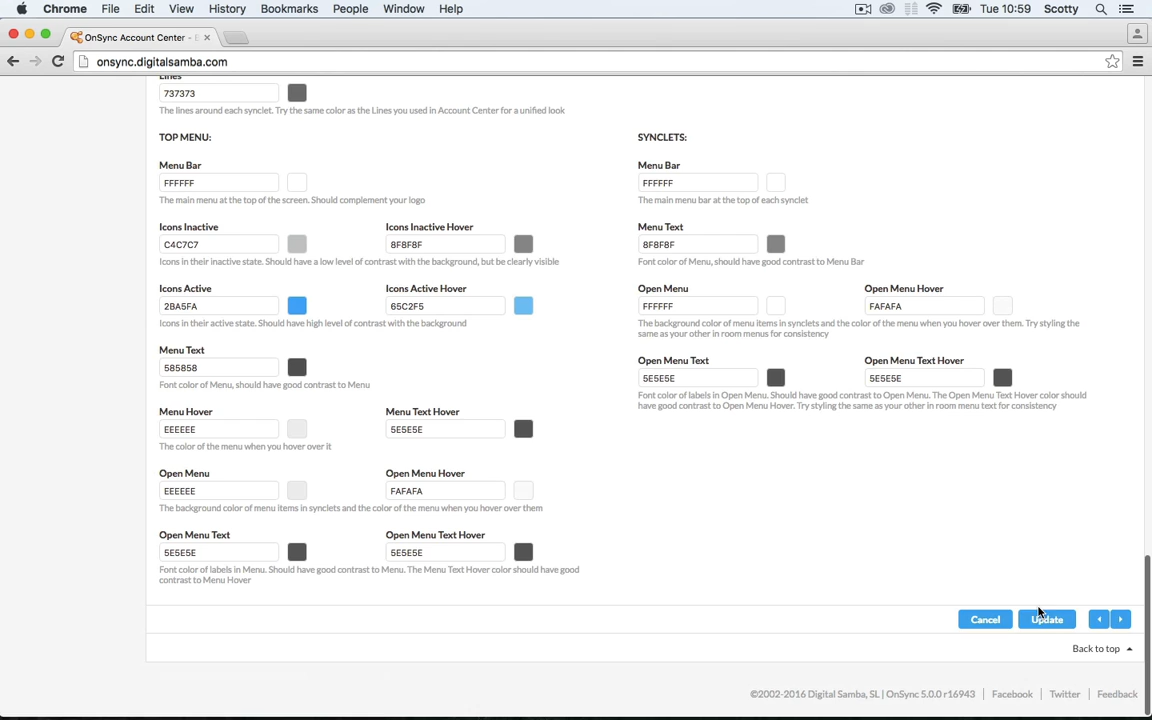 Chrome File Edit View History Bookmarks People Window Help Tue 10:59 Scotty
OnSync Account Center -
onsync.digitalsamba.com
Lines
737373
The lines around each synclet. Try the same color as the Lines you used in Account Center for a unified look
TOP MENU:
Menu Bar
FFFFFF
The main menu at the top of the screen. Should complement your logo
Icons Inactive Icons Inactive Hover
C4C7C7 8F8F8F
Icons in their inactive state. Should have a low level of contrast with the background, but be clearly visible
Icons Active Icons Active Hover
2BA5FA 65C2F5
Icons in their active state. Should have high level of contrast with the background
Menu Text
585858
Font color of Menu, should have good contrast to Menu
Menu Hover Menu Text Hover
EEEEEE 5E5E5E
The color of the menu when you hover over it
Open Menu Open Menu Hover
EEEEEE FAFAFA
The background color of menu items in synclets and the color of the menu when you hover over them
Open Menu Text Open Menu Text Hover
5E5E5E 5E5E5E
Font color of labels in Menu. Should have good contrast to Menu. The Menu Text Hover color should have good
contrast to Menu Hover
SYNCLETS:
Menu Bar
FFFFFF
The main menu bar at the top of each synclet
Menu Text
8F8F8F
Font color of Menu, should have good contrast to Menu Bar
Open Menu Open Menu Hover
FFFFFF FAFAFA
The background color of menu items in synclets and the color of the menu when you hover over them. Try styling the
same as your other in room menus for consistency
Open Menu Text Open Menu Text Hover
5E5E5E 5E5E5E
Font color of labels in Open Menu. Should have good contrast to Open Menu. The Open Menu Text Hover color should
have good contrast to Open Menu Hover. Try styling the same as your other in room menu text for consistency
Cancel Update
Back to top
©2002-2016 Digital Samba, SL | OnSync 5.0.0 r16943 | Facebook | Twitter | Feedback